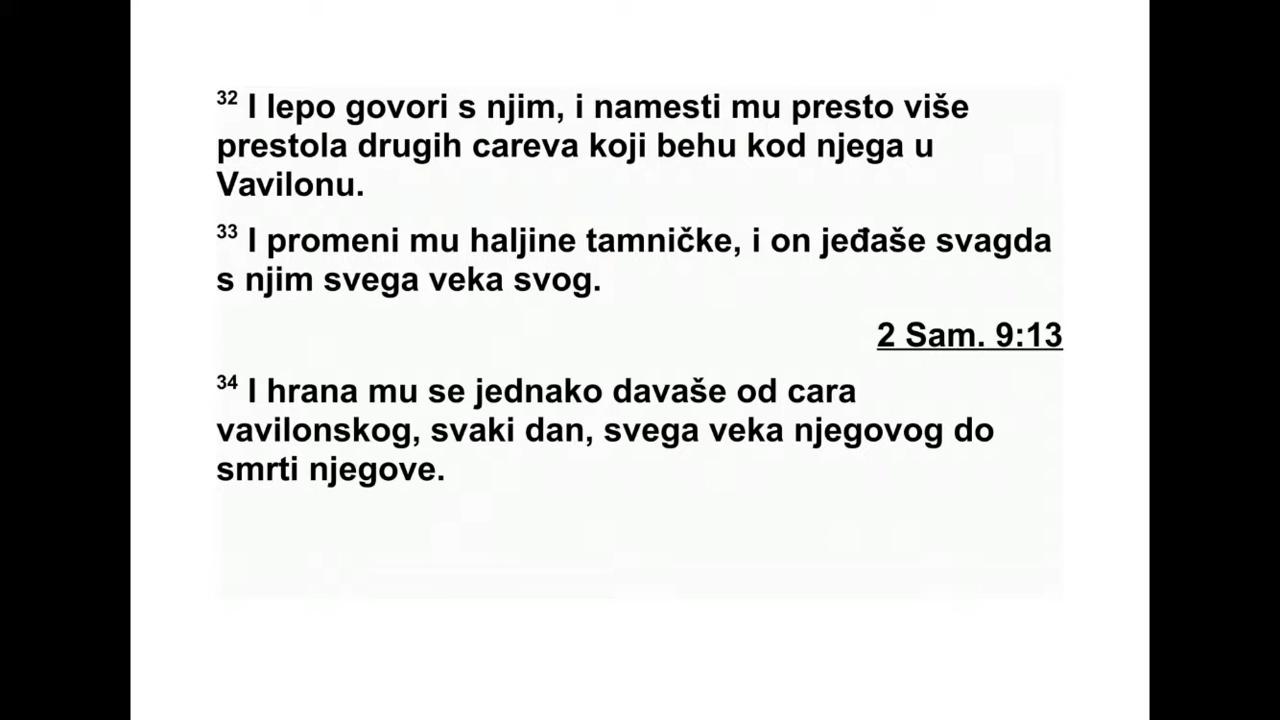 32 I lepo govori s njim, i namesti mu presto više
prestola drugih careva koji behu kod njega u
Vavilonu.
33 I promeni mu haljine tamničke, i on jeđaše svagda
s njim svega veka svog.
2 Sam. 9:13
34 I hrana mu se jednako davaše od cara
vavilonskog, svaki dan, svega veka njegovog do
smrti njegove.